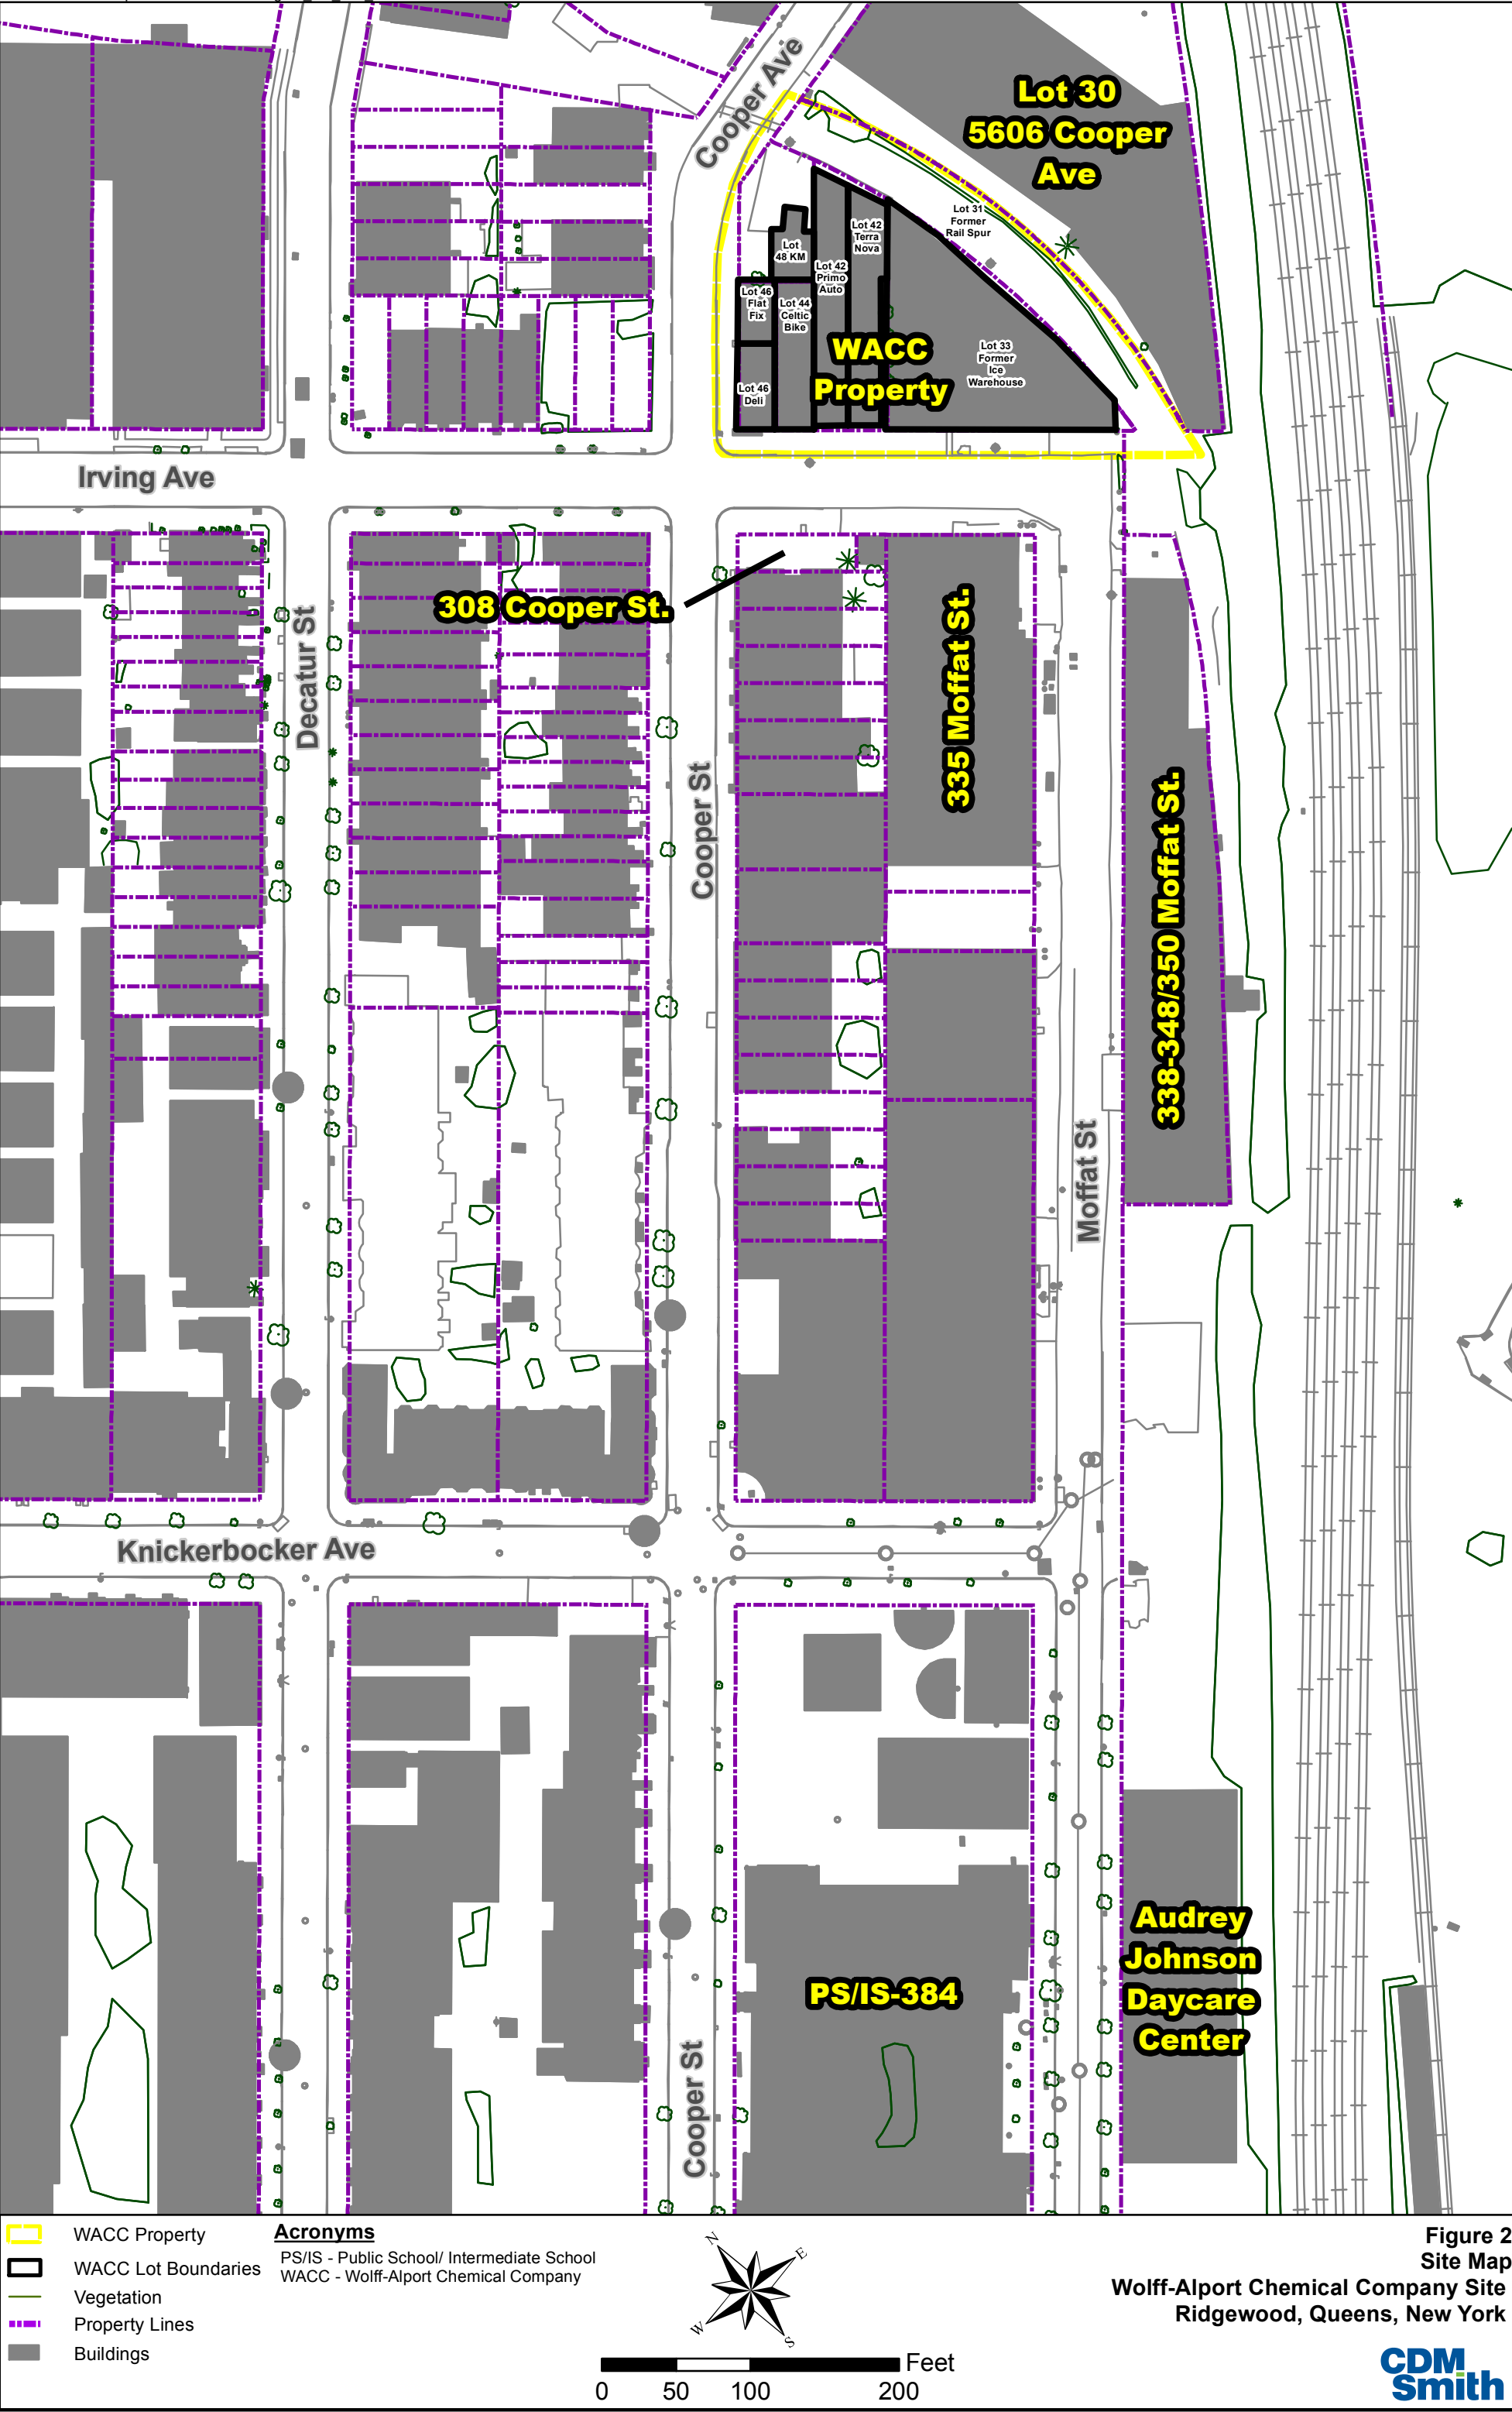 Cooper Ave
Lot 30
5606 Cooper
Ave
Lot 31
Former
Rail Spur
Lot 42
Terra
Nova
Lot
48 KM
Lot 42
Primo
Auto
Lot 46
Flat
Fix
Lot 44
Celtic
Bike
WACC
Property
Lot 33
Former
Ice
Warehouse
Lot 46
Deli
Irving Ave
308 Cooper St.
Decatur St
335 Moffat St.
Cooper St
338-348/350 Moffat St.
Moffat St
Knickerbocker Ave
Audrey
Johnson
Daycare
Center
PS/IS-384
Cooper St
WACC Property
WACC Lot Boundaries
Vegetation
Property Lines
Buildings
Acronyms
PS/IS - Public School/ Intermediate School
WACC - Wolff-Alport Chemical Company
N
E
W
S
Feet
0 50 100 200
Figure 2
Site Map
Wolff-Alport Chemical Company Site
Ridgewood, Queens, New York
CDM
Smith